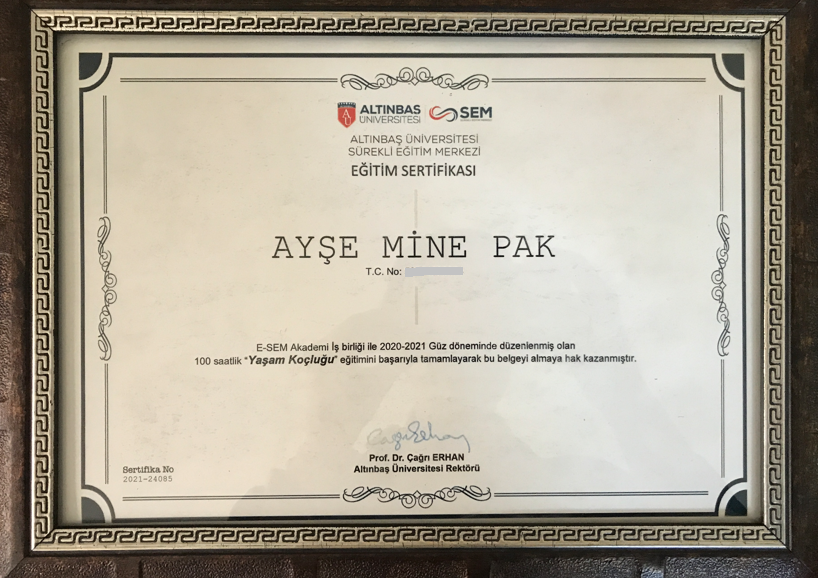 ALTINBAŞ
ÜNİVERSİTESİ
SEM
ALTINBAŞ ÜNİVERSİTESİ
SÜREKLİ EĞİTİM MERKEZİ
EĞİTİM SERTİFİKASI
AYŞE MİNE PAK
T.C. No:
E-SEM Akademi İş birliği ile 2020-2021 Güz döneminde düzenlenmiş olan
100 saatlik "Yaşam Koçluğu" eğitimini başarıyla tamamlayarak bu belgeyi almaya hak kazanmıştır.
Prof. Dr. Çağrı ERHAN
Altınbaş Üniversitesi Rektörü
Sertifika No
2021-24085